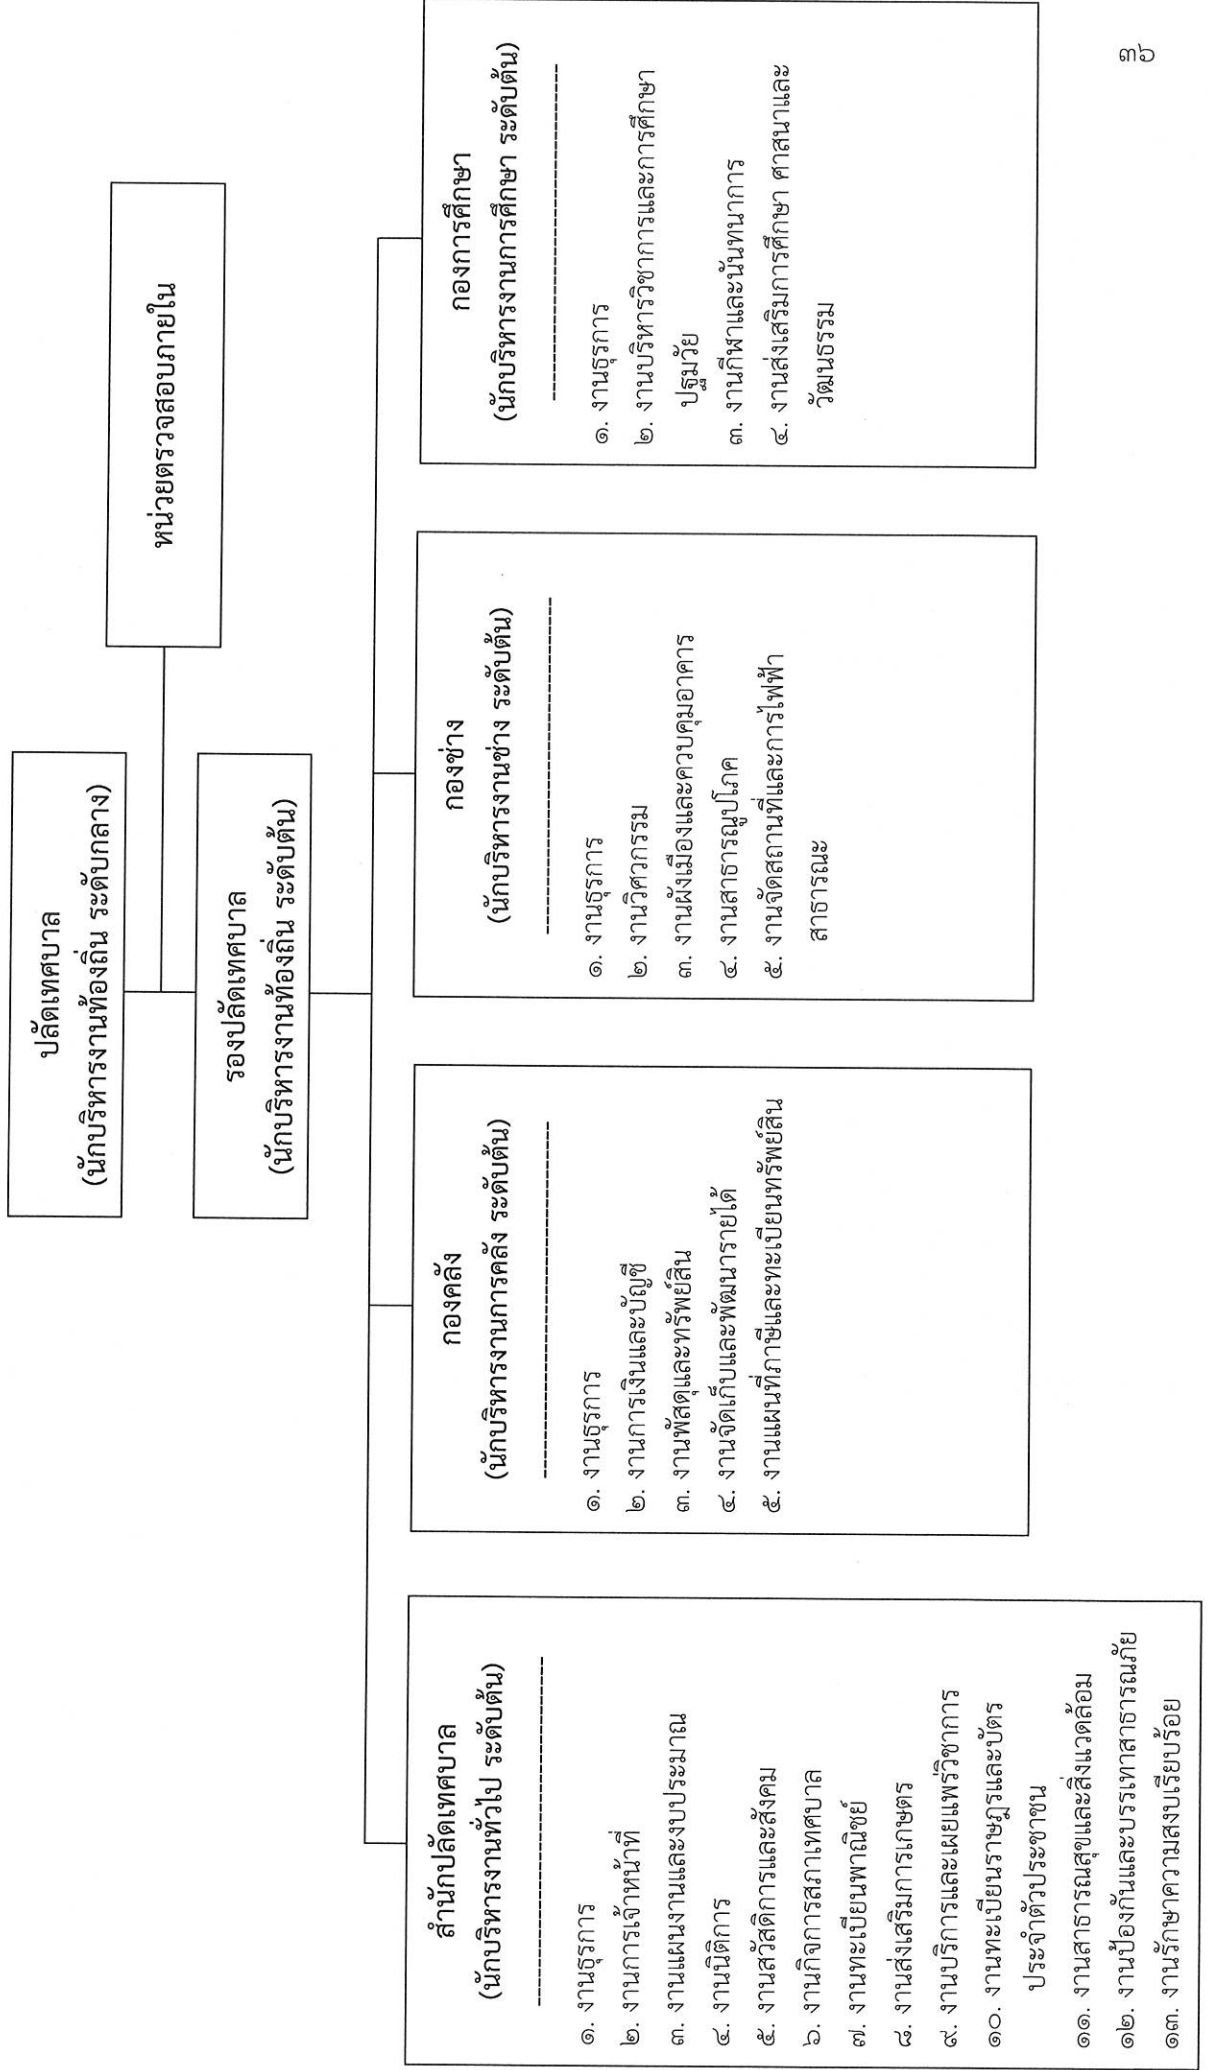 ปลัดเทศบาล
(นักบริหารงานท้องถิ่น ระดับกลาง)
หน่วยตรวจสอบภายใน
รองปลัดเทศบาล
(นักบริหารงานท้องถิ่น ระดับต้น)
สำนักปลัดเทศบาล
(นักบริหารงานทั่วไป ระดับต้น)
๑. งานธุรการ
๒. งานการเจ้าหน้าที่
๓. งานแผนงานและงบประมาณ
๔. งานนิติการ
๕. งานสวัสดิการและสังคม
๖. งานกิจการสภาเทศบาล
๗. งานทะเบียนพาณิชย์
๘. งานส่งเสริมการเกษตร
๙. งานบริการและเผยแพร่วิชาการ
๑๐. งานทะเบียนราษฎรและบัตร
ประจำตัวประชาชน
๑๑. งานสาธารณสุขและสิ่งแวดล้อม
๑๒. งานป้องกันและบรรเทาสาธารณภัย
๑๓. งานรักษาความสงบเรียบร้อย
กองคลัง
(นักบริหารงานการคลัง ระดับต้น)
๑. งานธุรการ
๒. งานการเงินและบัญชี
๓. งานพัสดุและทรัพย์สิน
๔. งานจัดเก็บและพัฒนารายได้
๕. งานแผนที่ภาษีและทะเบียนทรัพย์สิน
กองช่าง
(นักบริหารงานช่าง ระดับต้น)
๑. งานธุรการ
๒. งานวิศวกรรม
๓. งานผังเมืองและควบคุมอาคาร
๔. งานสาธารณูปโภค
๕. งานจัดสถานที่และการไฟฟ้า
สาธารณะ
กองการศึกษา
(นักบริหารงานการศึกษา ระดับต้น)
๑. งานธุรการ
๒. งานบริหารวิชาการและการศึกษา
ปฐมวัย
๓. งานกีฬาและนันทนาการ
๔. งานส่งเสริมการศึกษา ศาสนาและ
วัฒนธรรม
๓๖